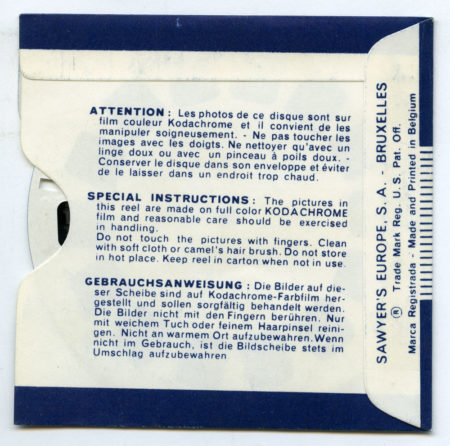 ATTENTION : Les photos de ce disque sont sur
film couleur Kodachrome et il convient de les
manipuler soigneusement. - Ne pas toucher les
images avec les doigts. Ne nettoyer qu'avec un
linge doux ou avec un pinceau à poils doux. -
Conserver le disque dans son enveloppe et éviter
de le laisser dans un endroit trop chaud.
SPECIAL INSTRUCTIONS : The pictures in
this reel are made on full color KODACHROME
film and reasonable care should be exercised
in handling.
Do not touch the pictures with fingers. Clean
with soft cloth or camel's hair brush. Do not store
in hot place. Keep reel in carton when not in use.
GEBRAUCHSANWEISUNG : Die Bilder auf die-
ser Scheibe sind auf Kodachrome-Farbfilm her-
gestellt und sollen sorgfältig behandelt werden.
Die Bilder nicht mit den Fingern berühren. Nur
mit weichem Tuch oder feinem Haarpinsel reini-
gen. Nicht an warmem Ort aufzubewahren. Wenn
nicht im Gebrauch, ist die Bildscheibe stets im
Umschlag aufzubewahren
SAWYER'S EUROPE, S. A. - BRUXELLES
® Trade Mark Reg. U. S. Pat. Off.
Marca Registrada - Made and Printed in Belgium